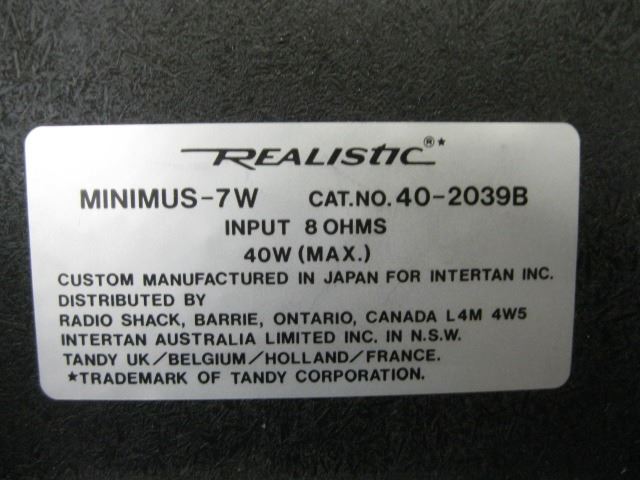 REALISTIC®*
MINIMUS-7W CAT.NO. 40-2039B
INPUT 8 OHMS
40W (MAX.)
CUSTOM MANUFACTURED IN JAPAN FOR INTERTAN INC.
DISTRIBUTED BY
RADIO SHACK, BARRIE, ONTARIO, CANADA L4M 4W5
INTERTAN AUSTRALIA LIMITED INC. IN N.S.W.
TANDY UK/BELGIUM/HOLLAND/FRANCE.
★TRADEMARK OF TANDY CORPORATION.